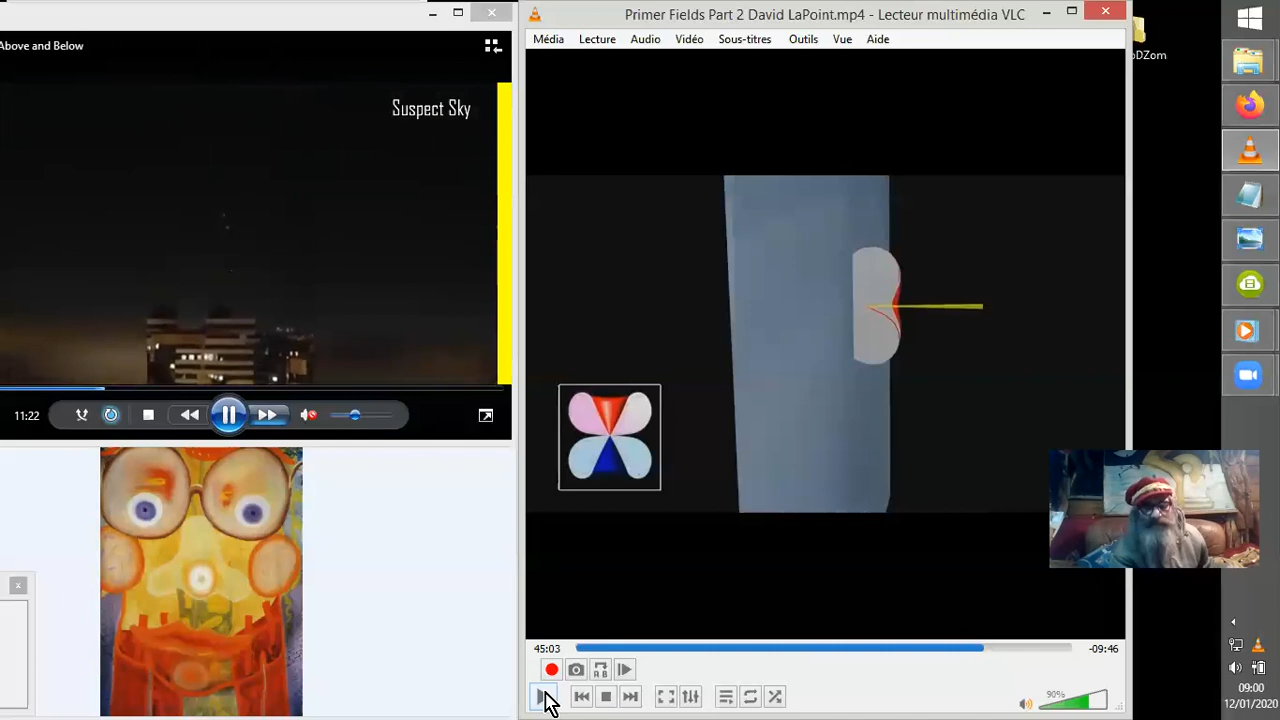 Above and Below
Suspect Sky
11:22
Primer Fields Part 2 David LaPoint.mp4 - Lecteur multimédia VLC
Média Lecture Audio Vidéo Sous-titres Outils Vue Aide
45:03
-09:46
A B
90%
oDZom
09:00
12/01/2020